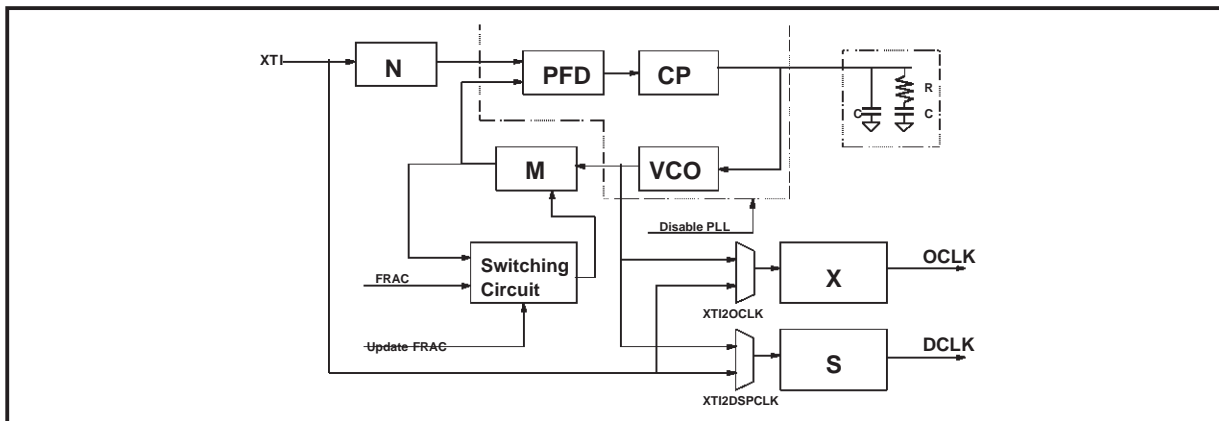 XTI
N
PFD
CP
R
C
C
M
VCO
Disable PLL
Switching
Circuit
FRAC
Update FRAC
X
OCLK
XTI2OCLK
S
DCLK
XTI2DSPCLK